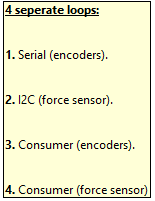 4 seperate loops:
1. Serial (encoders).
2. I2C (force sensor).
3. Consumer (encoders).
4. Consumer (force sensor)